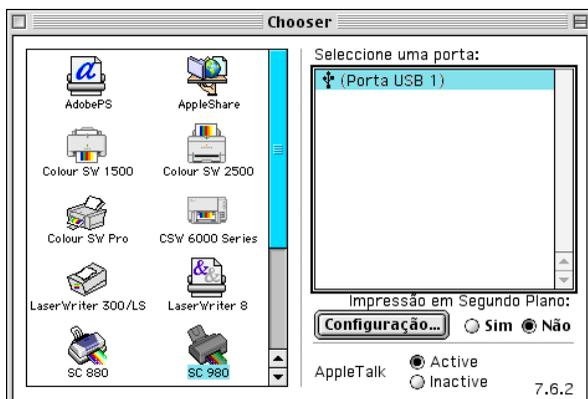 Chooser
AdobePS
AppleShare
Colour SW 1500
Colour SW 2500
Colour SW Pro
CSW 6000 Series
LaserWriter 300/LS
LaserWriter 8
SC 880
SC 980
Seleccione uma porta:
(Porta USB 1)
Impressão em Segundo Plano:
Configuração...
Sim
Não
AppleTalk
Active
Inactive
7.6.2